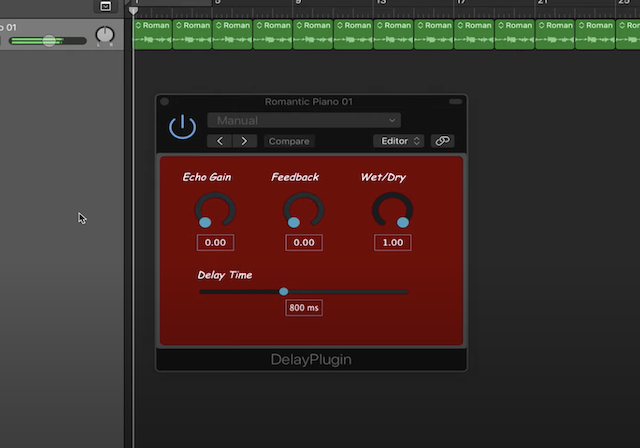 1 5 9 13 17 21 25
o 01
Roman Roman Roman Roman Roman Roman Roman Roman Roman Roman Roman Roman Roman
L R
Romantic Piano 01
Manual
Compare
Editor
Echo Gain Feedback Wet/Dry
0.00 0.00 1.00
Delay Time
800 ms
DelayPlugin